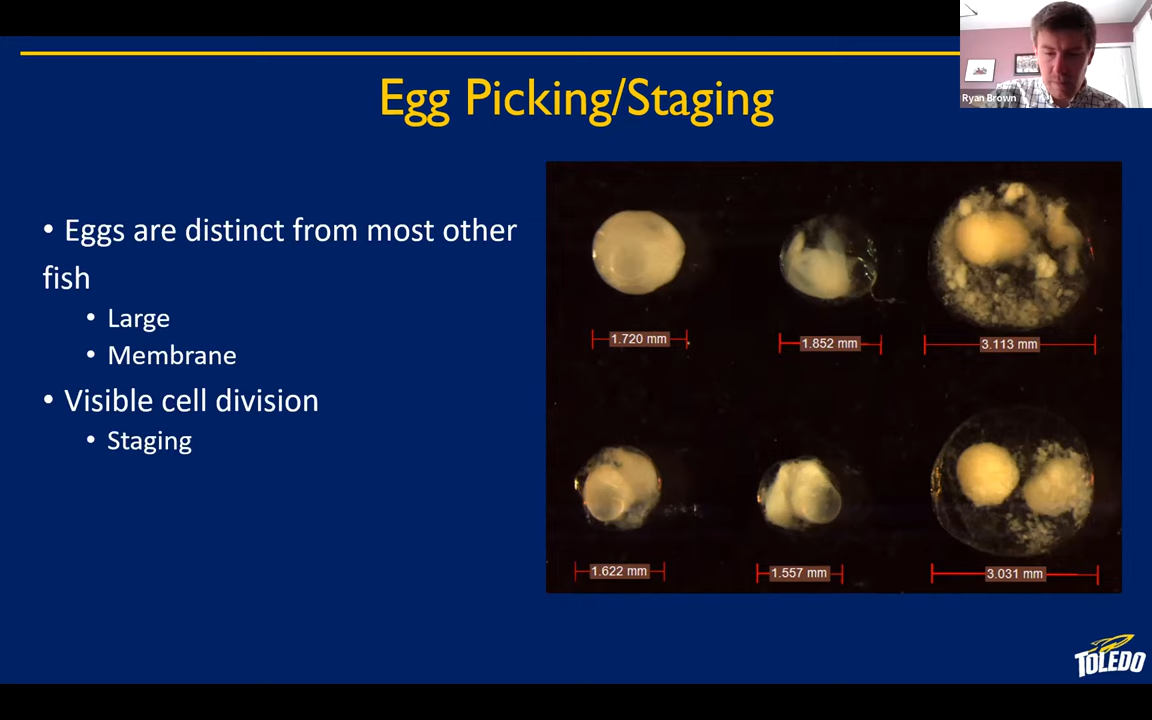 Egg Picking/Staging
Ryan Brown
• Eggs are distinct from most other
fish
• Large
• Membrane
• Visible cell division
• Staging
1.720 mm
1.852 mm
3.113 mm
1.622 mm
1.557 mm
3.031 mm
TOLEDO